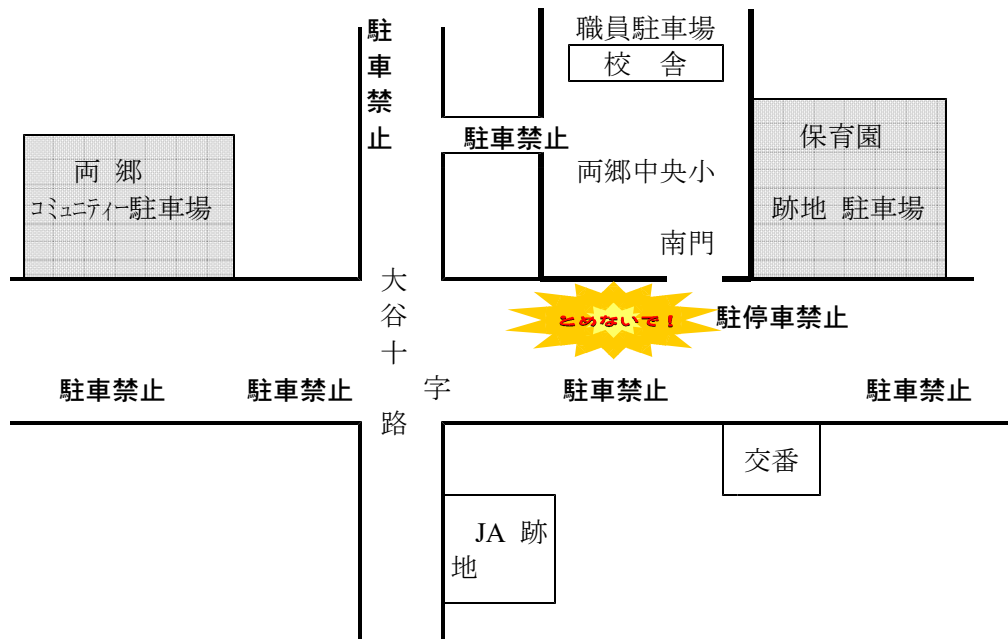 職員駐車場
校 舎
駐車禁止
駐車禁止
両 郷
コミュニティー駐車場
両郷中央小
南門
保育園
跡地 駐車場
大谷十字路
とめないで！
駐停車禁止
駐車禁止
駐車禁止
駐車禁止
駐車禁止
交番
JA 跡
地